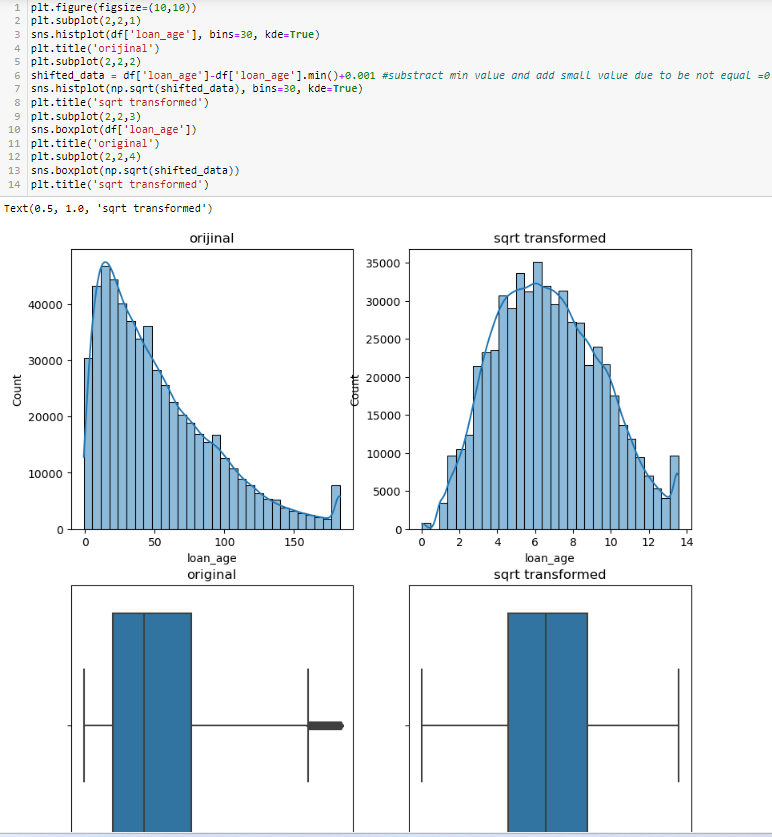 1 plt.figure(figsize=(10,10))
2 plt.subplot(2,2,1)
3 sns.histplot(df['loan_age'], bins=30, kde=True)
4 plt.title('orijinal')
5 plt.subplot(2,2,2)
6 shifted_data = df['loan_age']-df['loan_age'].min()+0.001 #substract min value and add small value due to be not equal =0
7 sns.histplot(np.sqrt(shifted_data), bins=30, kde=True)
8 plt.title('sqrt transformed')
9 plt.subplot(2,2,3)
10 sns.boxplot(df['loan_age'])
11 plt.title('original')
12 plt.subplot(2,2,4)
13 sns.boxplot(np.sqrt(shifted_data))
14 plt.title('sqrt transformed')
Text(0.5, 1.0, 'sqrt transformed')
orijinal
40000
30000
20000
10000
0
Count
0 50 100 150
loan_age
sqrt transformed
35000
30000
25000
20000
15000
10000
5000
0
Count
0 2 4 6 8 10 12 14
loan_age
original
sqrt transformed